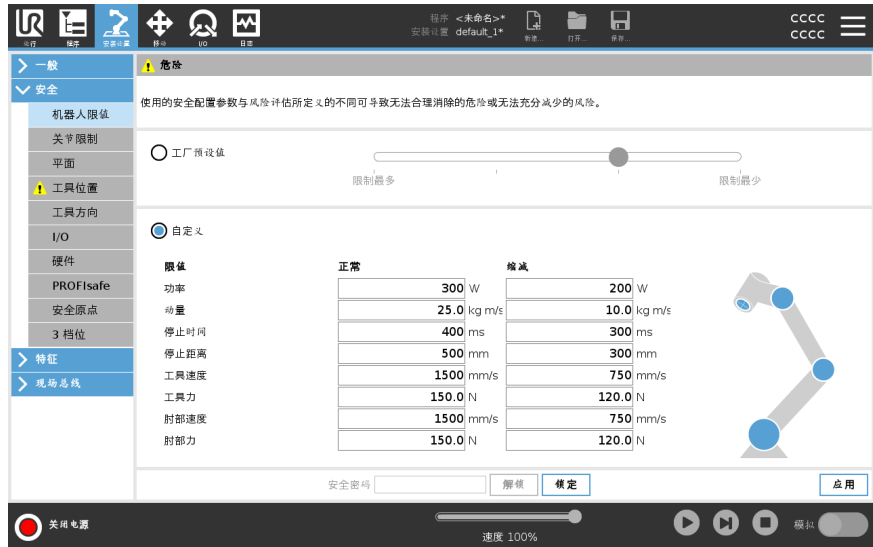 运行 程序 安装设置 移动 I/O 日志
程序 <未命名>*
安装设置 default_1*
新建... 打开... 保存...
cccc
cccc
一般
安全
机器人限值
关节限制
平面
工具位置
工具方向
I/O
硬件
PROFIsafe
安全原点
3 档位
特征
现场总线
危险
使用的安全配置参数与风险评估所定义的不同可导致无法合理消除的危险或无法充分减少的风险。
工厂预设值
限制最多 限制最少
自定义
限值 正常 缩减
功率 300 W 200 W
动量 25.0 kg m/s 10.0 kg m/s
停止时间 400 ms 300 ms
停止距离 500 mm 300 mm
工具速度 1500 mm/s 750 mm/s
工具力 150.0 N 120.0 N
肘部速度 1500 mm/s 750 mm/s
肘部力 150.0 N 120.0 N
安全密码 解锁 锁定 应用
关闭电源
速度 100%
模拟